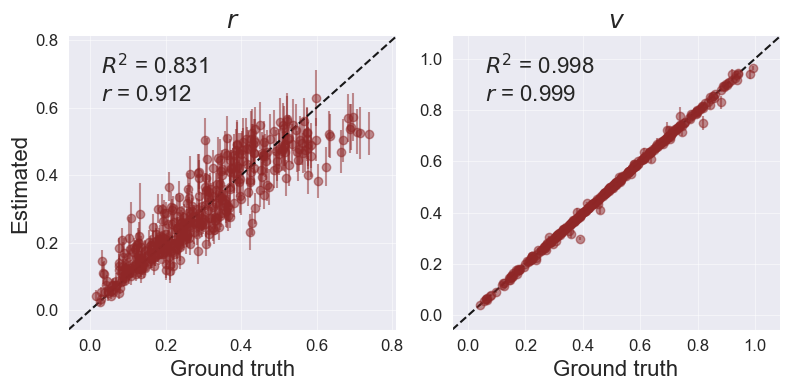 r
R² = 0.831
r = 0.912
Estimated
0.8
0.6
0.4
0.2
0.0
0.0 0.2 0.4 0.6 0.8
Ground truth
v
R² = 0.998
r = 0.999
1.0
0.8
0.6
0.4
0.2
0.0
0.0 0.2 0.4 0.6 0.8 1.0
Ground truth